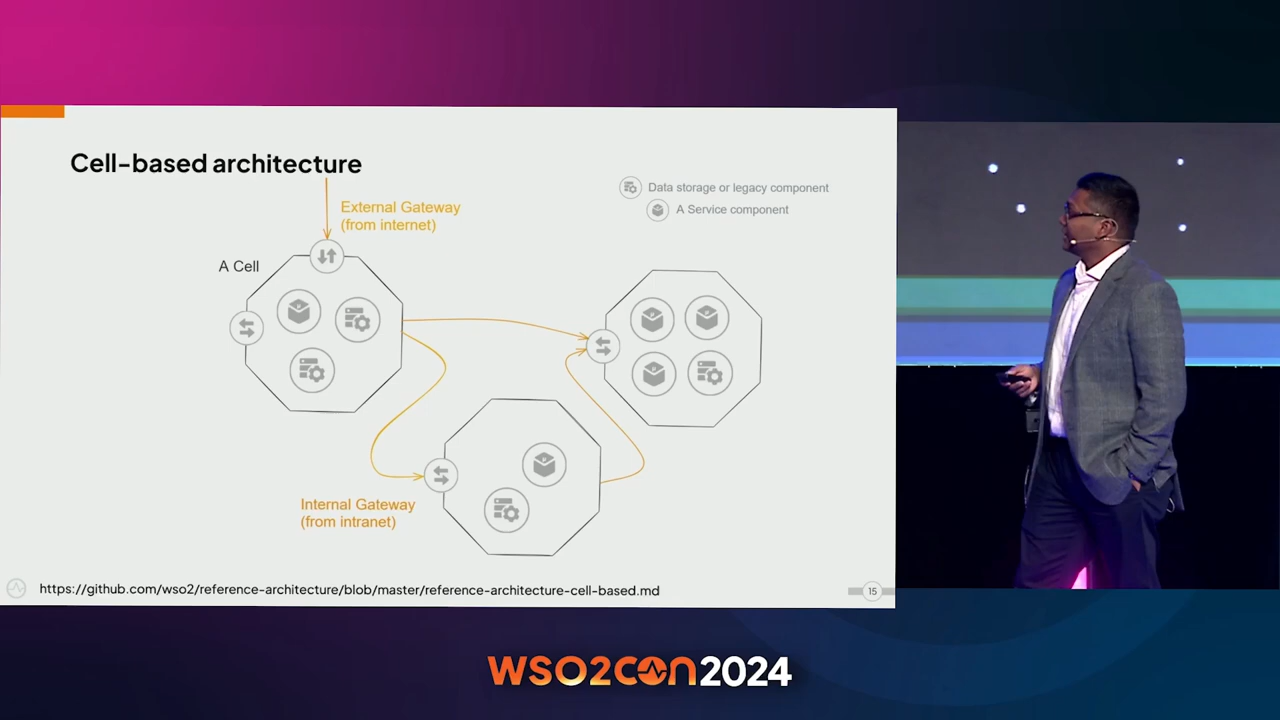 Cell-based architecture
External Gateway
(from internet)
Data storage or legacy component
A Service component
A Cell
Internal Gateway
(from intranet)
https://github.com/wso2/reference-architecture/blob/master/reference-architecture-cell-based.md
15
WSO2CON2024